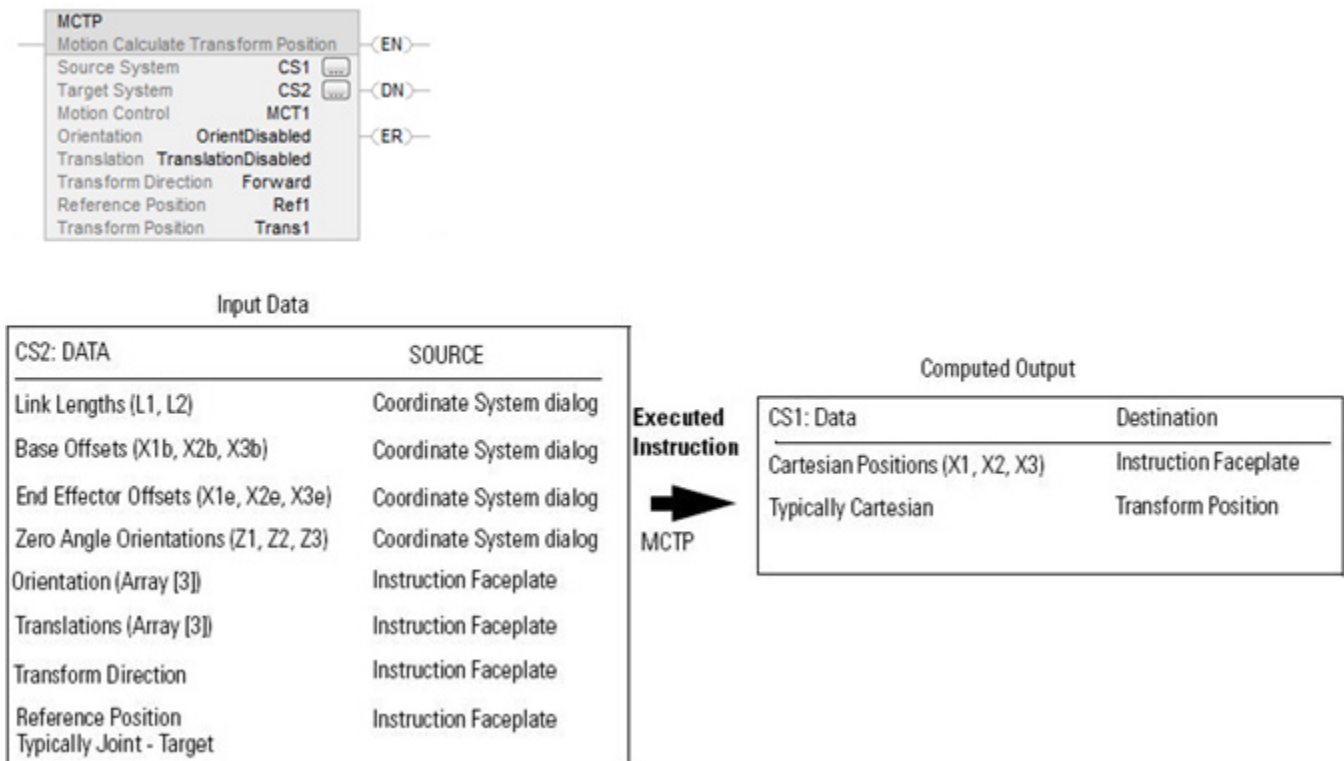 MCTP
Motion Calculate Transform Position (EN)
Source System CS1 ...
Target System CS2 ... (DN)
Motion Control MCT1
Orientation OrientDisabled (ER)
Translation TranslationDisabled
Transform Direction Forward
Reference Position Ref1
Transform Position Trans1
Input Data
CS2: DATA SOURCE
Link Lengths (L1, L2) Coordinate System dialog
Base Offsets (X1b, X2b, X3b) Coordinate System dialog
End Effector Offsets (X1e, X2e, X3e) Coordinate System dialog
Zero Angle Orientations (Z1, Z2, Z3) Coordinate System dialog
Orientation (Array [3]) Instruction Faceplate
Translations (Array [3]) Instruction Faceplate
Transform Direction Instruction Faceplate
Reference Position Instruction Faceplate
Typically Joint - Target
Executed
Instruction
MCTP
Computed Output
CS1: Data Destination
Cartesian Positions (X1, X2, X3) Instruction Faceplate
Typically Cartesian Transform Position